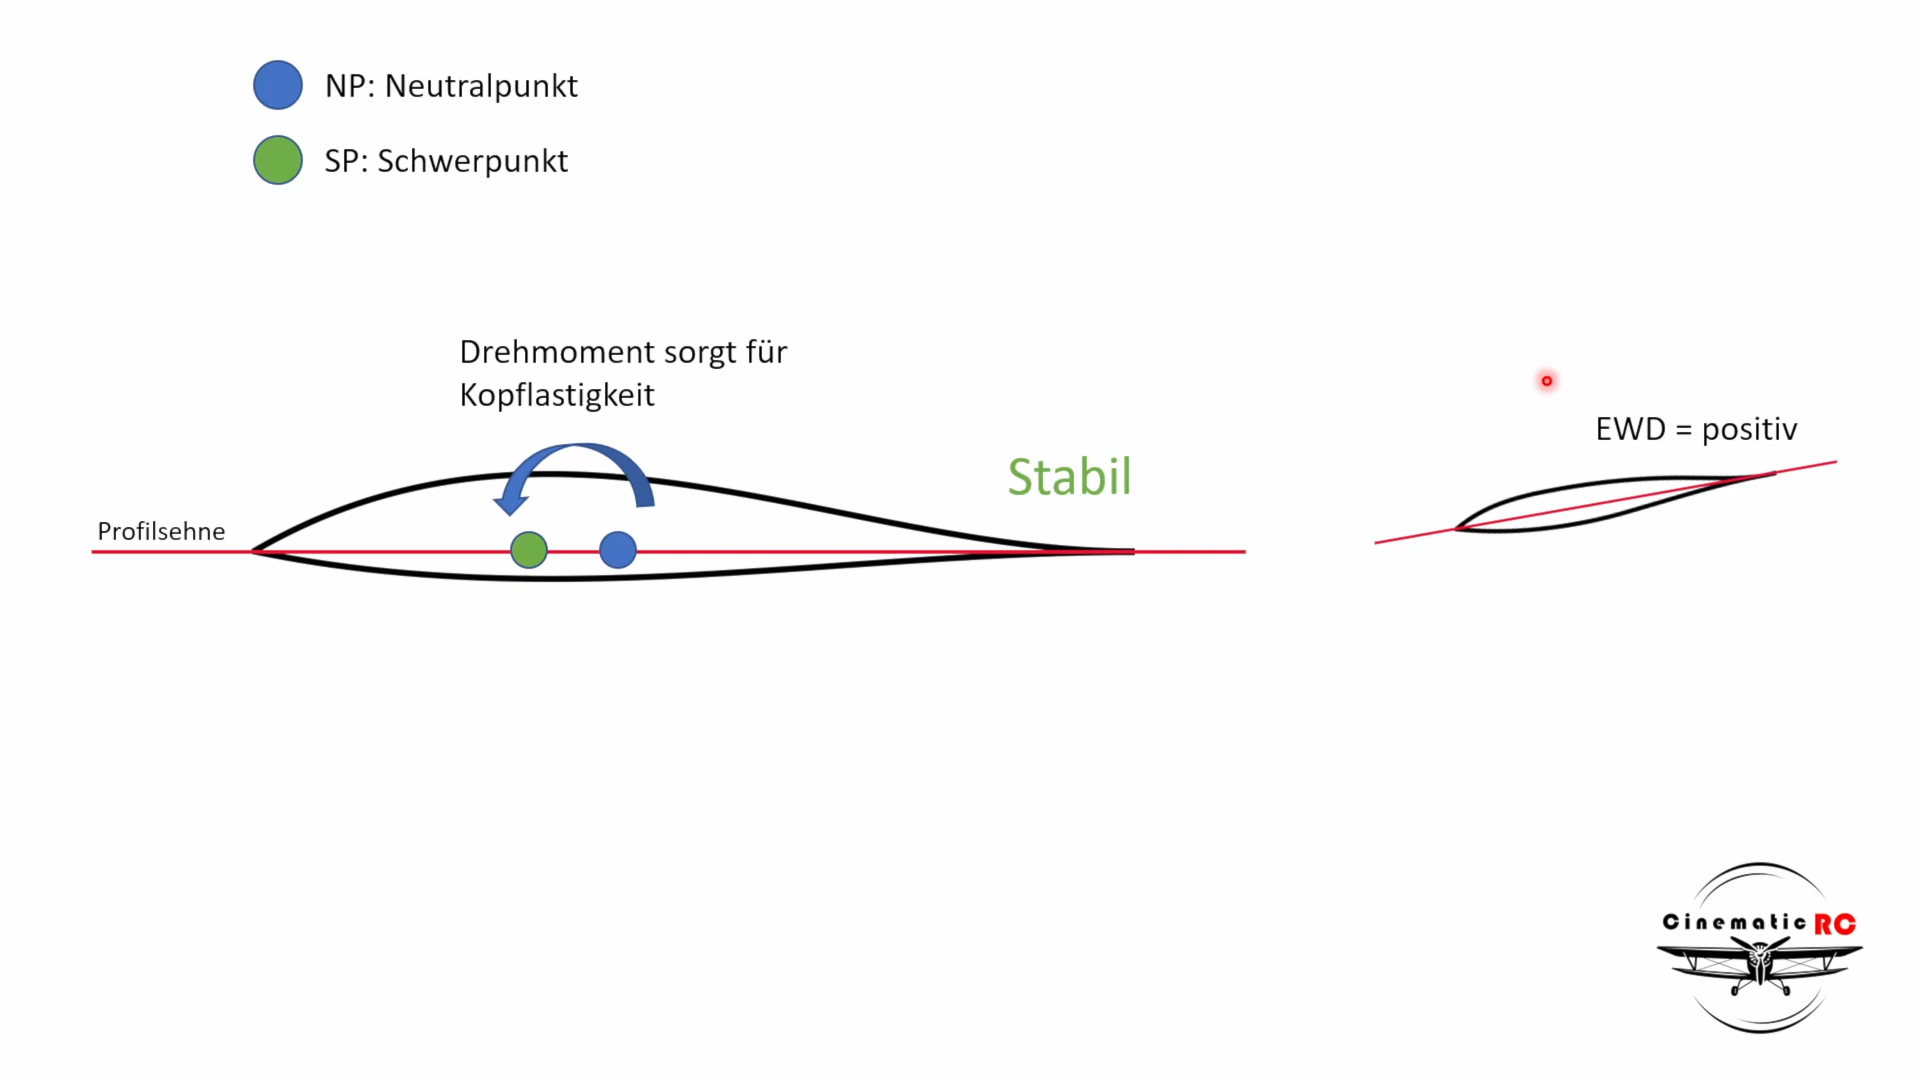 NP: Neutralpunkt
SP: Schwerpunkt
Drehmoment sorgt für
Kopflastigkeit
EWD = positiv
Stabil
Profilsehne
Cinematic RC